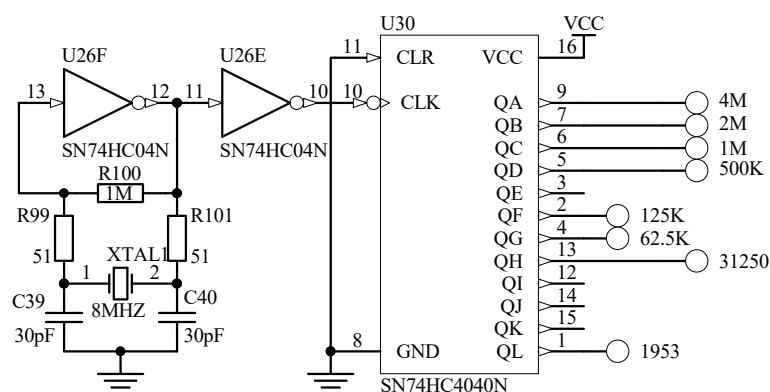 U30
VCC
U26F
U26E
11
CLR
VCC
16
13
12
11
10
10
CLK
QA
9
4M
QB
7
2M
SN74HC04N
SN74HC04N
QC
6
1M
R100
QD
5
500K
1M
QE
3
R99
R101
QF
2
125K
QG
4
62.5K
51
XTAL1
51
QH
13
31250
1
2
QI
12
C39
8MHZ
C40
QJ
14
30pF
30pF
QK
15
8
GND
QL
1
1953
SN74HC4040N